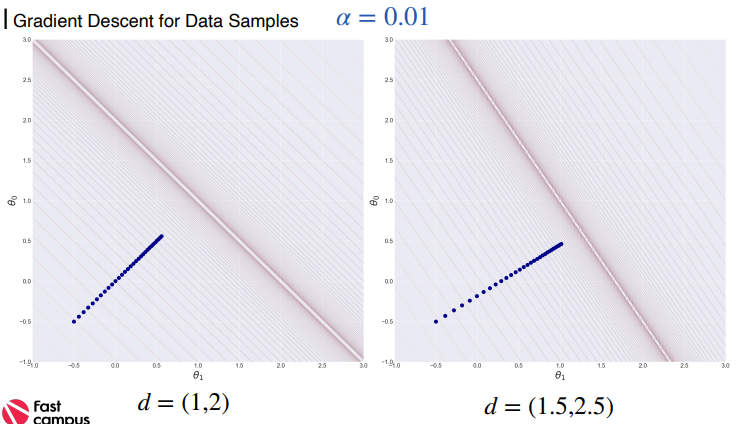 Gradient Descent for Data Samples α = 0.01
3.0
2.5
2.0
1.5
1.0
0.5
0.0
−0.5
−1.0
θ0
−1.0 −0.5 0.0 0.5 1.0 1.5 2.0 2.5 3.0
θ1
3.0
2.5
2.0
1.5
1.0
0.5
0.0
−0.5
−1.0
θ0
−1.0 −0.5 0.0 0.5 1.0 1.5 2.0 2.5 3.0
θ1
d = (1,2)
d = (1.5,2.5)
Fast
campus